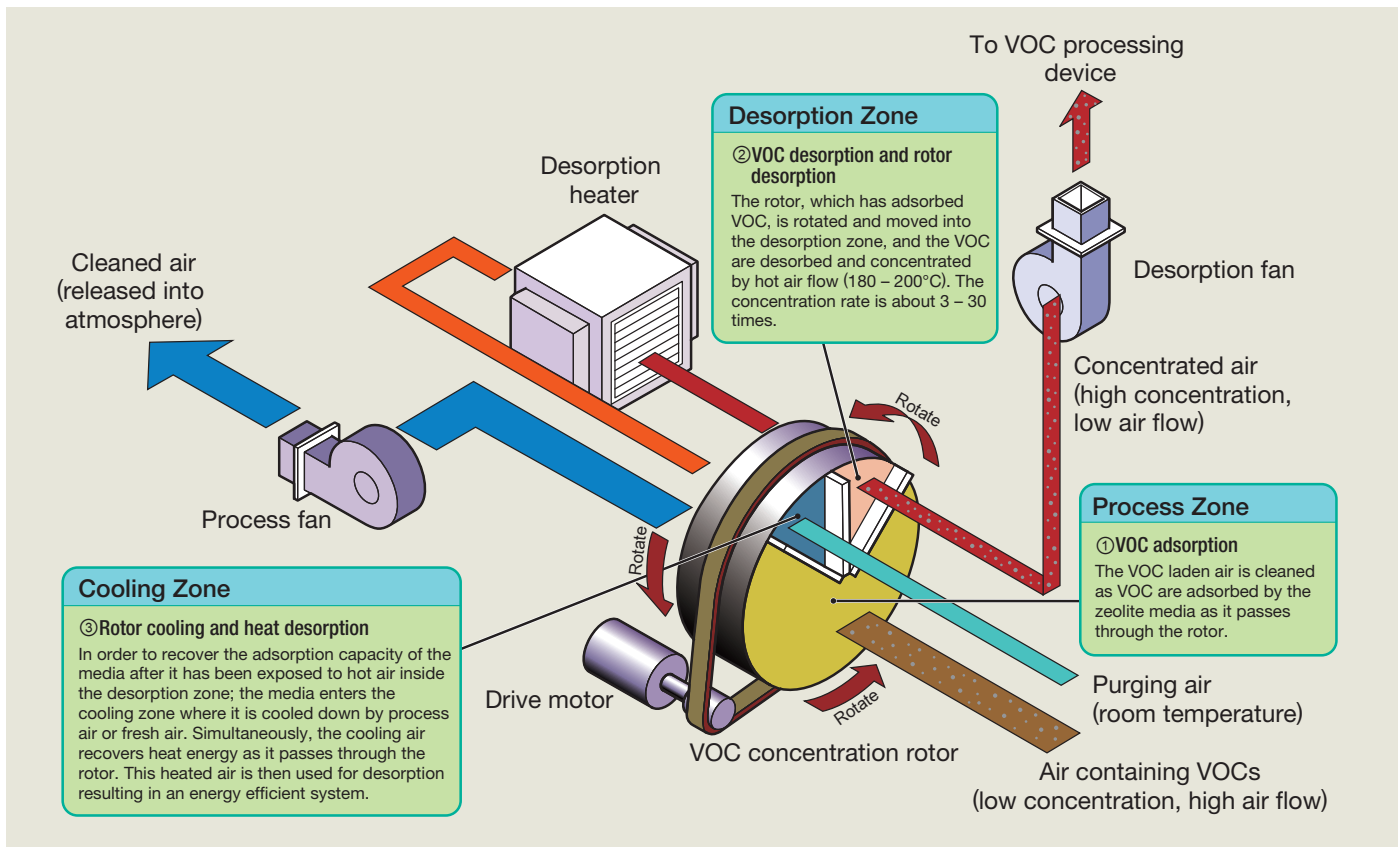 To VOC processing
device
Desorption Zone
②VOC desorption and rotor
desorption
The rotor, which has adsorbed
VOC, is rotated and moved into
the desorption zone, and the VOC
are desorbed and concentrated
by hot air flow (180 – 200°C). The
concentration rate is about 3 – 30
times.
Desorption
heater
Cleaned air
(released into
atmosphere)
Desorption fan
Concentrated air
(high concentration,
low air flow)
Rotate
Process fan
Rotate
Process Zone
①VOC adsorption
The VOC laden air is cleaned
as VOC are adsorbed by the
zeolite media as it passes
through the rotor.
Cooling Zone
③Rotor cooling and heat desorption
In order to recover the adsorption capacity of the
media after it has been exposed to hot air inside
the desorption zone; the media enters the
cooling zone where it is cooled down by process
air or fresh air. Simultaneously, the cooling air
recovers heat energy as it passes through the
rotor. This heated air is then used for desorption
resulting in an energy efficient system.
Drive motor
Rotate
VOC concentration rotor
Purging air
(room temperature)
Air containing VOCs
(low concentration, high air flow)